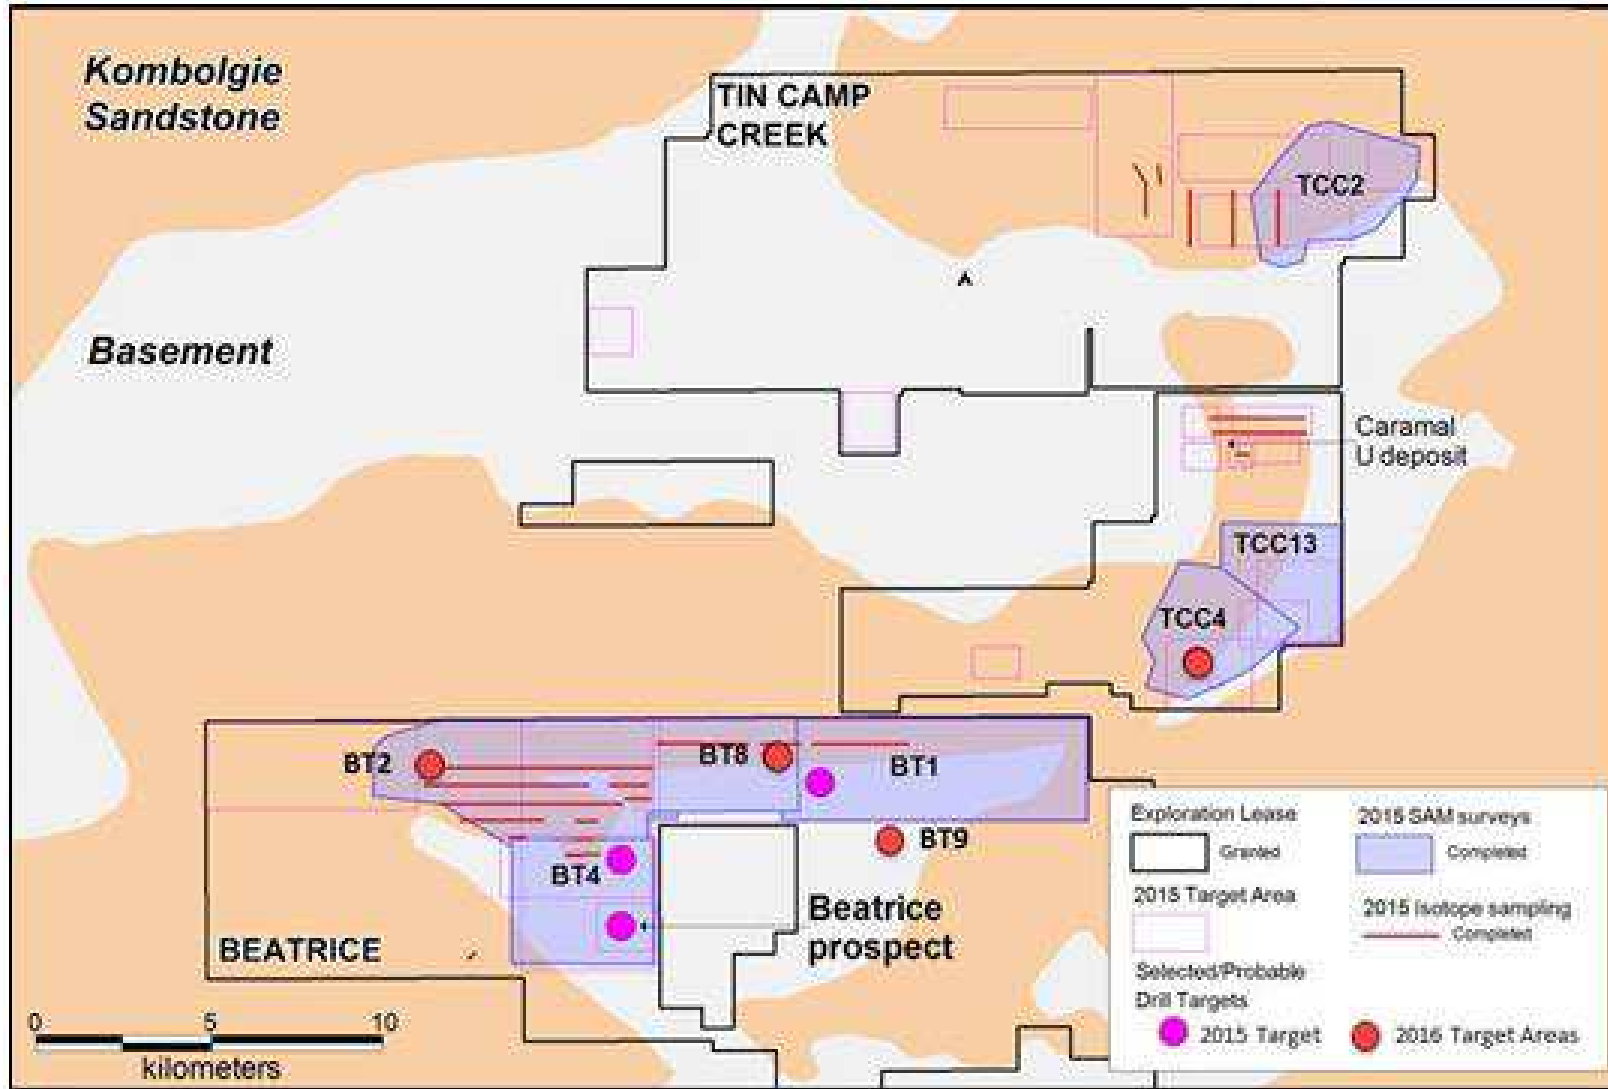 Kombolgie
Sandstone
TIN CAMP
CREEK
TCC2
Basement
Caramal
U deposit
TCC13
TCC4
BT2
BT8
BT1
BT9
BT4
Beatrice
prospect
BEATRICE
0 5 10
kilometers
Exploration Lease
Granted
2015 Target Area
Selected/Probable
Drill Targets
2015 Target
2015 SAM surveys
Completed
2015 Isotope sampling
Completed
2016 Target Areas